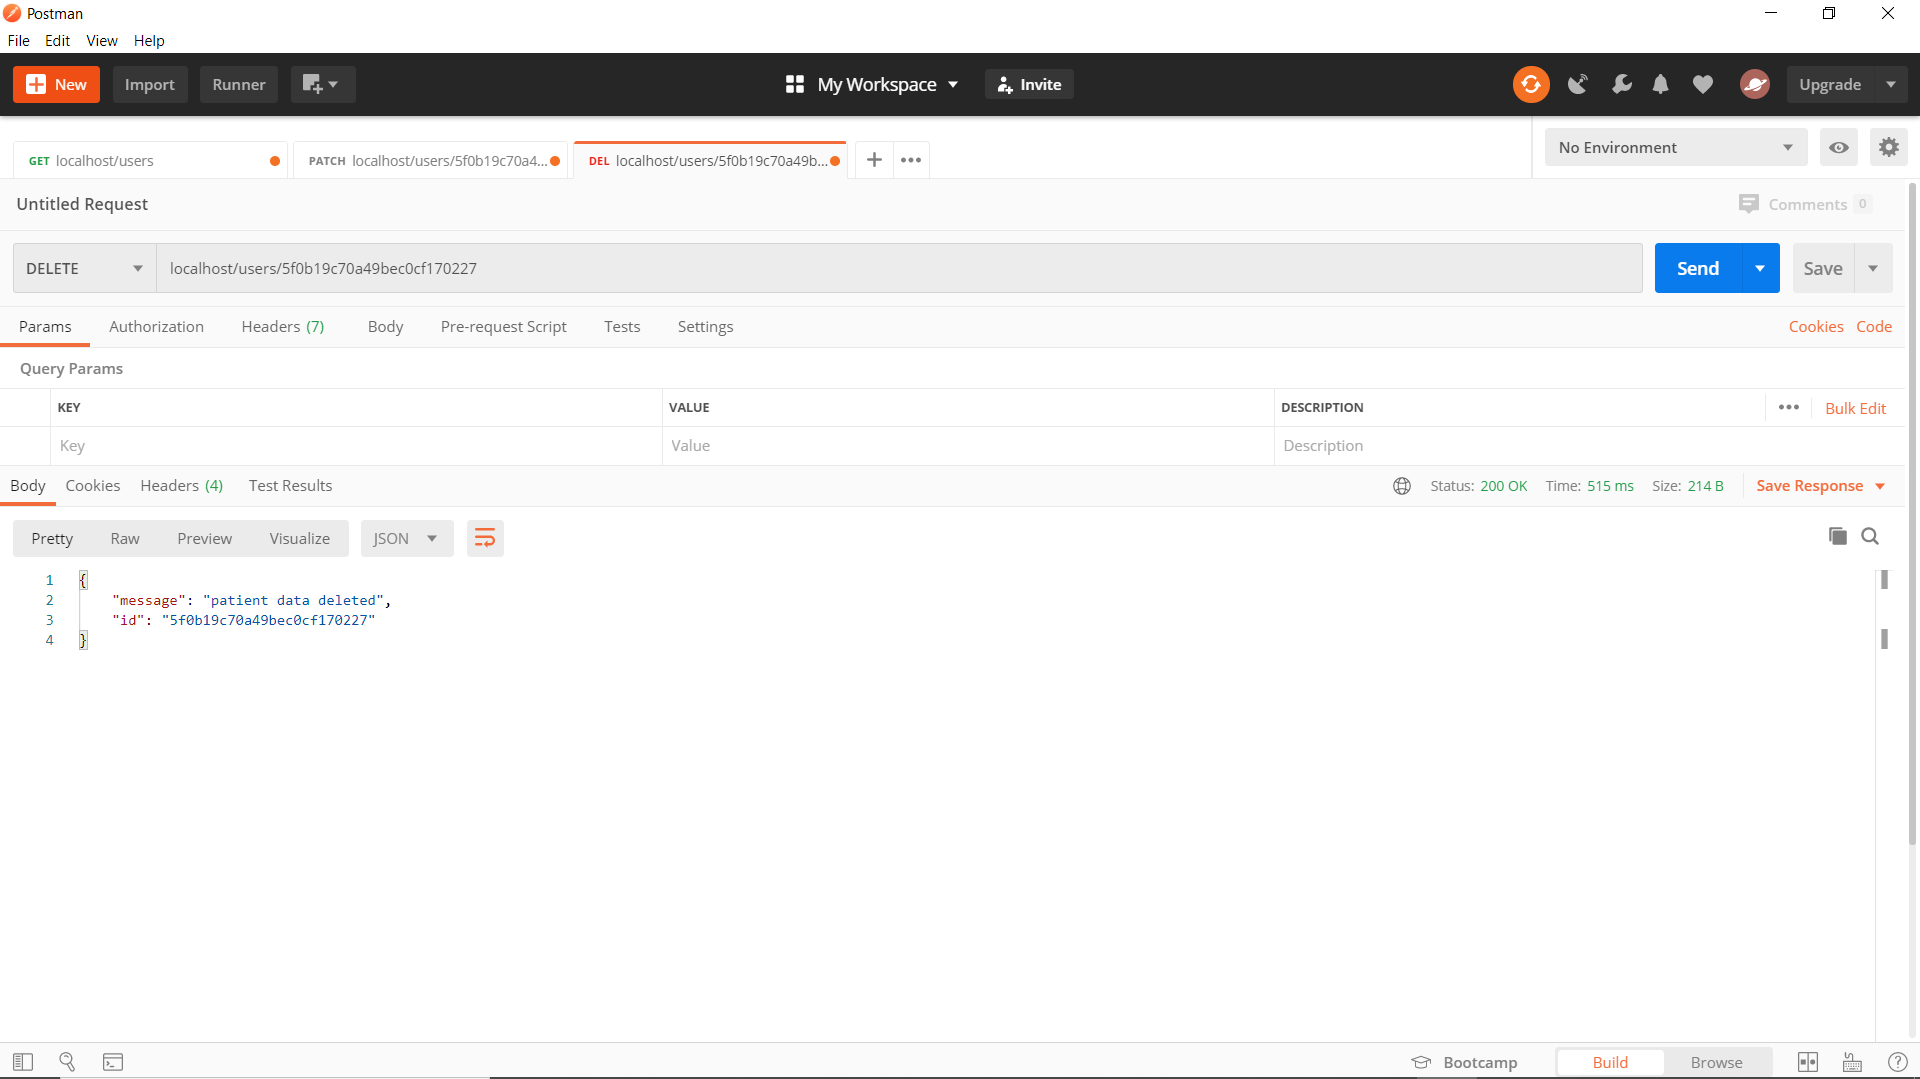 Postman
File Edit View Help
New Import Runner My Workspace Invite Upgrade
GET localhost/users PATCH localhost/users/5f0b19c70a4... DEL localhost/users/5f0b19c70a49b... No Environment
Untitled Request Comments 0
DELETE localhost/users/5f0b19c70a49bec0cf170227 Send Save
Params Authorization Headers (7) Body Pre-request Script Tests Settings Cookies Code
Query Params
KEY VALUE DESCRIPTION Bulk Edit
Key Value Description
Body Cookies Headers (4) Test Results Status: 200 OK Time: 515 ms Size: 214 B Save Response
Pretty Raw Preview Visualize JSON
1 {
2 "message": "patient data deleted",
3 "id": "5f0b19c70a49bec0cf170227"
4 }
Bootcamp Build Browse